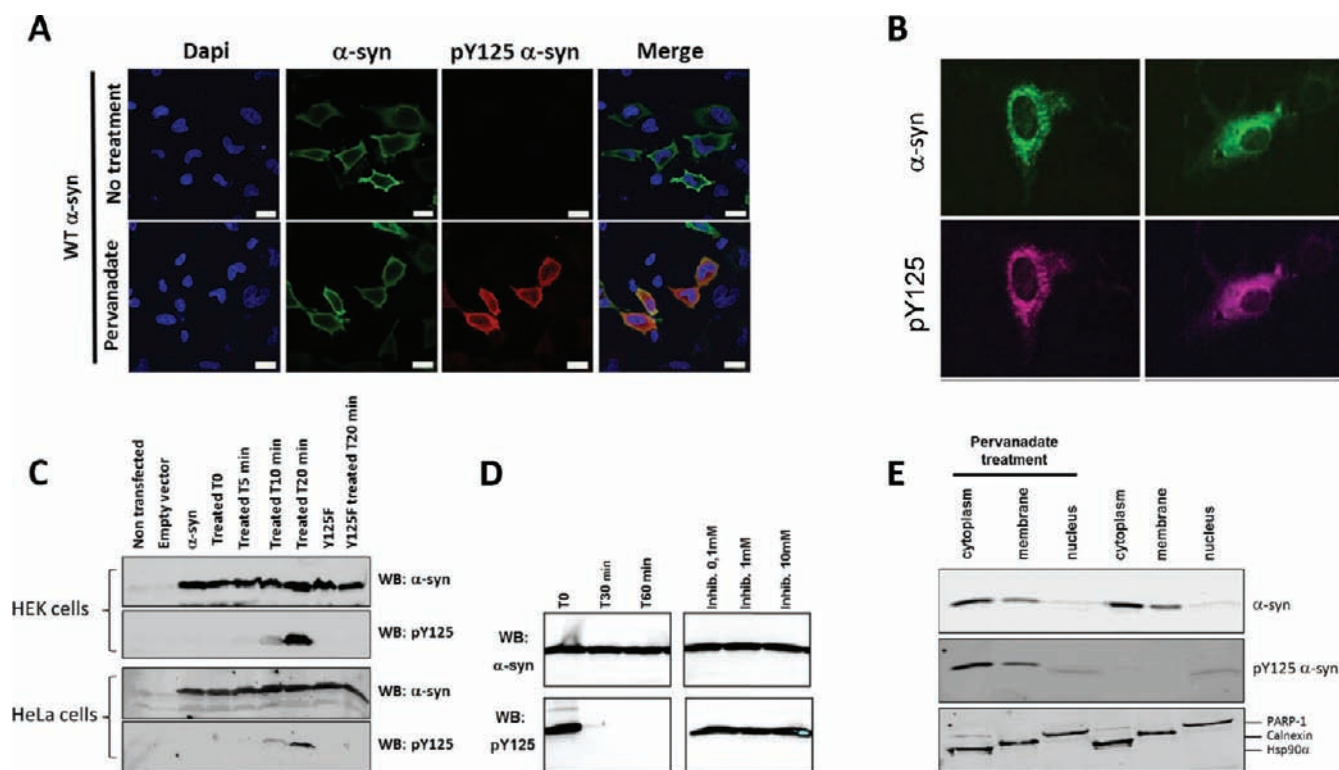 A
Dapi
α-syn
pY125 α-syn
Merge
WT α-syn
No treatment
Pervanadate
B
α-syn
pY125
C
Non transfected
Empty vector
α-syn
Treated T0
Treated T5 min
Treated T10 min
Treated T20 min
Y125F
Y125F treated T20 min
HEK cells
WB: α-syn
WB: pY125
HeLa cells
WB: α-syn
WB: pY125
D
T0
T30 min
T60 min
Inhib. 0,1mM
Inhib. 1mM
Inhib. 10mM
WB:
α-syn
WB:
pY125
E
Pervanadate
treatment
cytoplasm
membrane
nucleus
cytoplasm
membrane
nucleus
α-syn
pY125 α-syn
PARP-1
Calnexin
Hsp90α